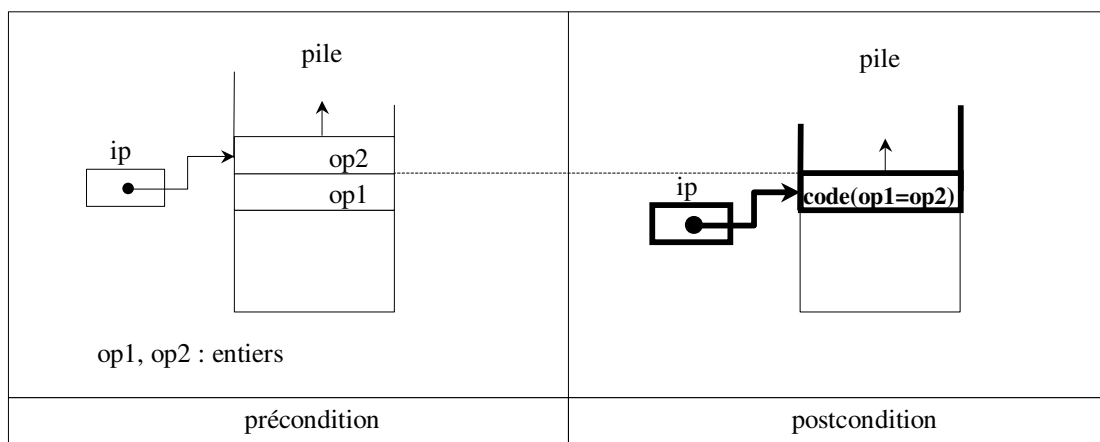 pile
ip
op2
op1
op1, op2 : entiers
précondition
pile
ip
code(op1=op2)
postcondition